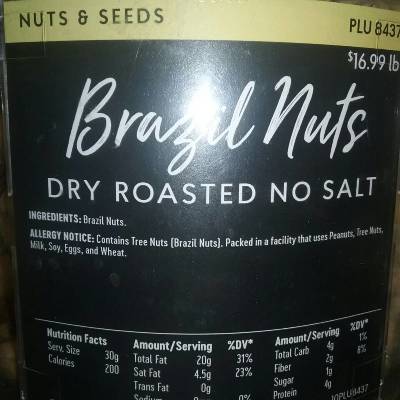 NUTS & SEEDS
PLU 8437
$16.99 lb
Brazil Nuts
DRY ROASTED NO SALT
INGREDIENTS: Brazil Nuts.
ALLERGY NOTICE: Contains Tree Nuts (Brazil Nuts). Packed in a facility that uses Peanuts, Tree Nuts,
Milk, Soy, Eggs, and Wheat.
Nutrition Facts
Serv. Size 30g
Calories 200
Amount/Serving %DV*
Total Fat 20g 31%
Sat Fat 4.5g 23%
Trans Fat 0g
Sodium 0%
Amount/Serving %DV*
Total Carb 4g 1%
Fiber 2g 8%
Sugar 1g
Protein 4g